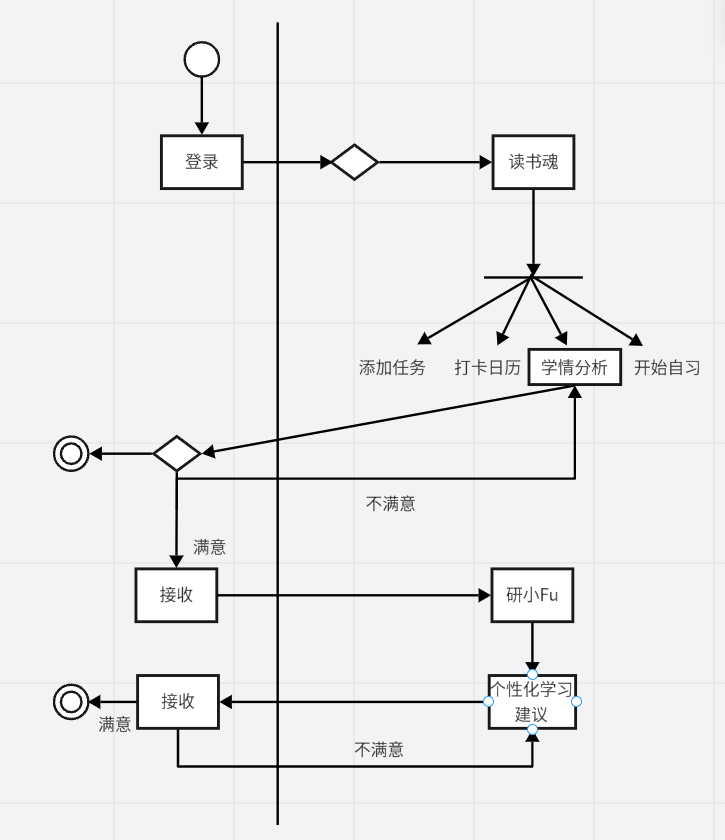 登录
读书魂
添加任务
打卡日历
学情分析
开始自习
不满意
满意
接收
研小Fu
接收
个性化学习
建议
满意
不满意